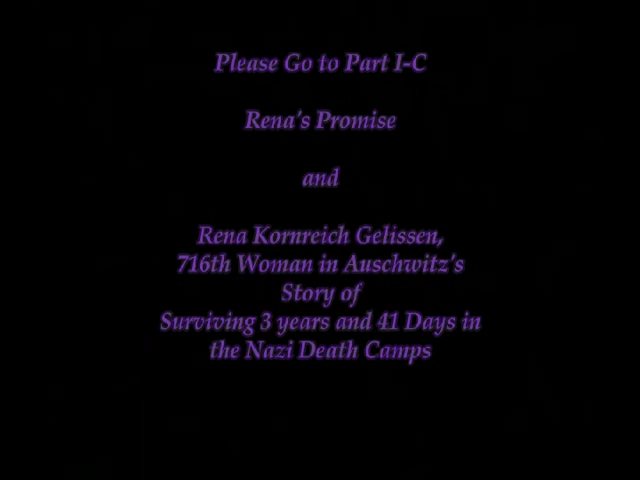 Please Go to Part I-C
Rena's Promise
and
Rena Kornreich Gelissen,
716th Woman in Auschwitz's
Story of
Surviving 3 years and 41 Days in
the Nazi Death Camps